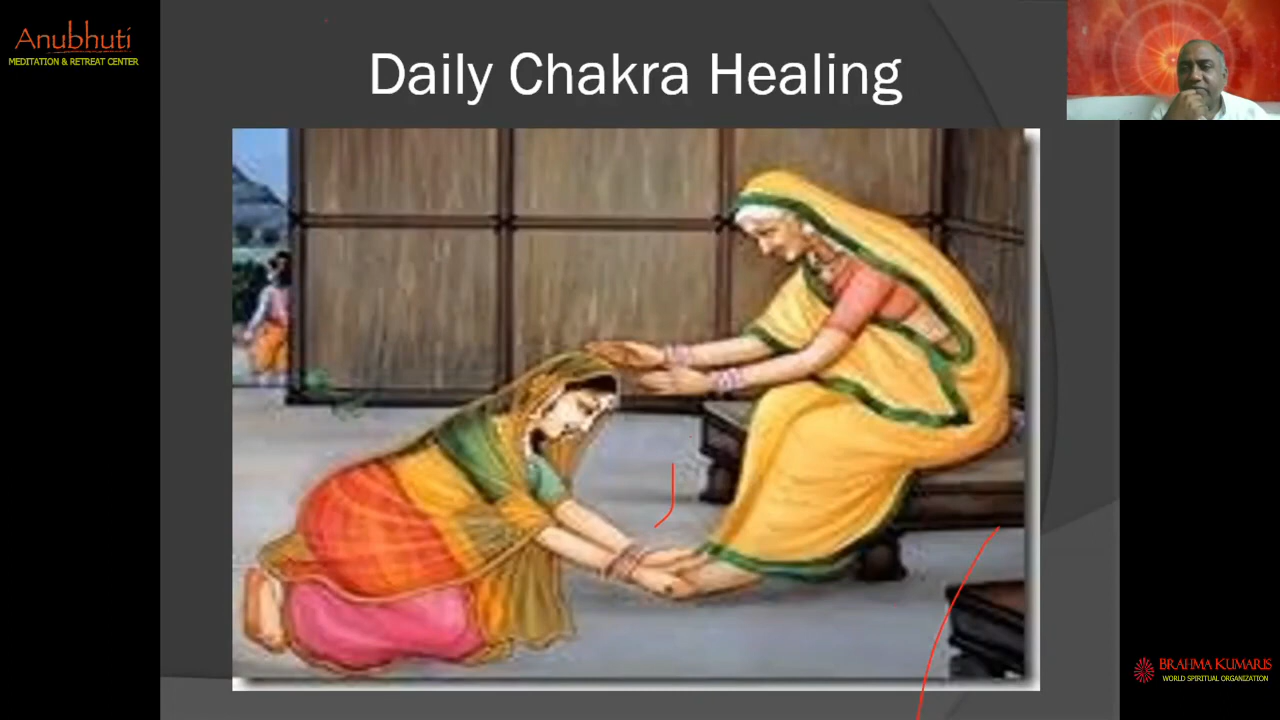 Anubhuti
MEDITATION & RETREAT CENTER
Daily Chakra Healing
BRAHMA KUMARIS
WORLD SPIRITUAL ORGANIZATION